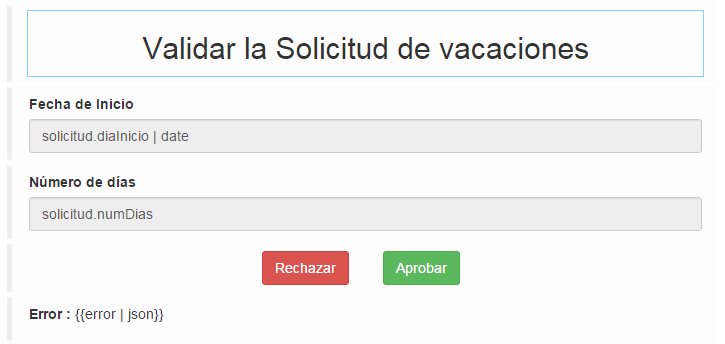 Validar la Solicitud de vacaciones
Fecha de Inicio
solicitud.diaInicio | date
Número de días
solicitud.numDias
Rechazar Aprobar
Error : {{error | json}}